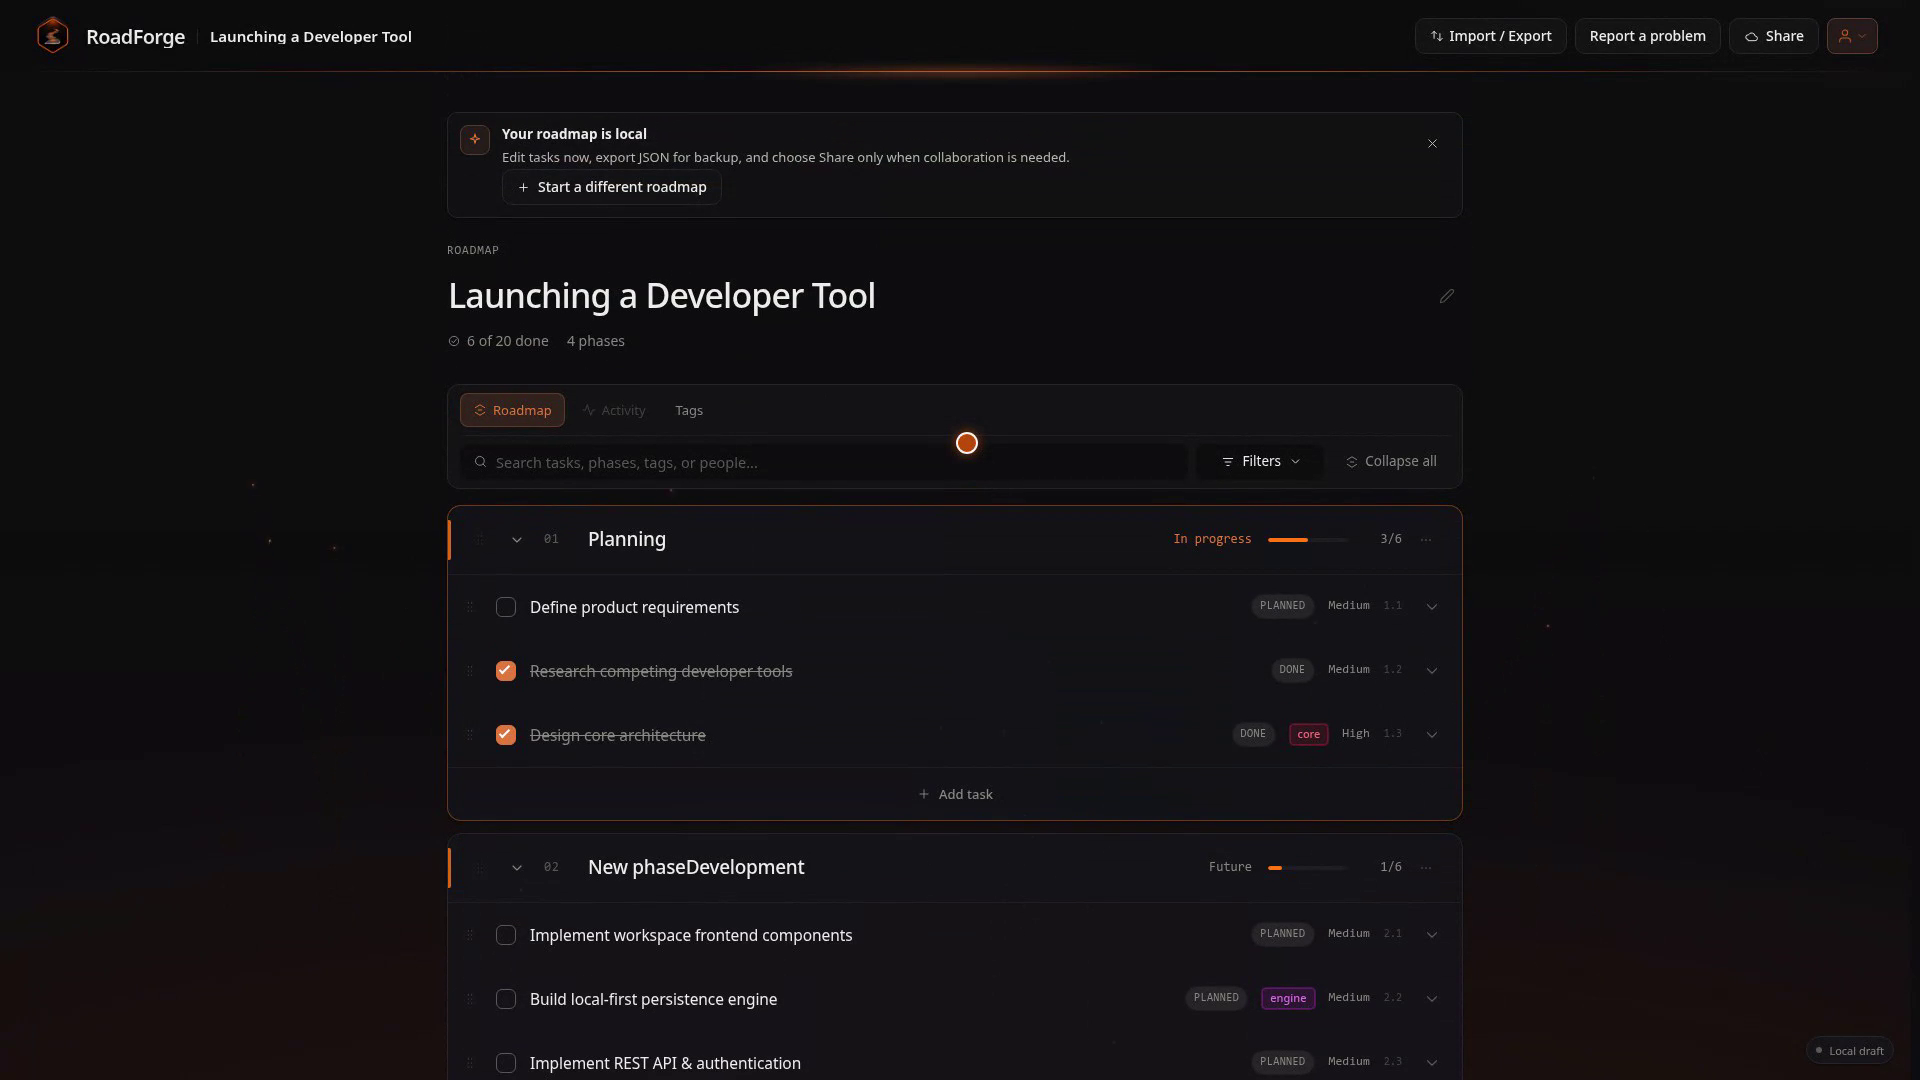 RoadForge
Launching a Developer Tool
Import / Export
Report a problem
Share
Your roadmap is local
Edit tasks now, export JSON for backup, and choose Share only when collaboration is needed.
Start a different roadmap
ROADMAP
Launching a Developer Tool
6 of 20 done 4 phases
Roadmap Activity Tags
Search tasks, phases, tags, or people... Filters Collapse all
01 Planning In progress 3/6
Define product requirements PLANNED Medium 1.1
Research competing developer tools DONE Medium 1.2
Design core architecture DONE core High 1.3
Add task
02 New phaseDevelopment Future 1/6
Implement workspace frontend components PLANNED Medium 2.1
Build local-first persistence engine PLANNED engine Medium 2.2
Implement REST API & authentication PLANNED Medium 2.3
Local draft